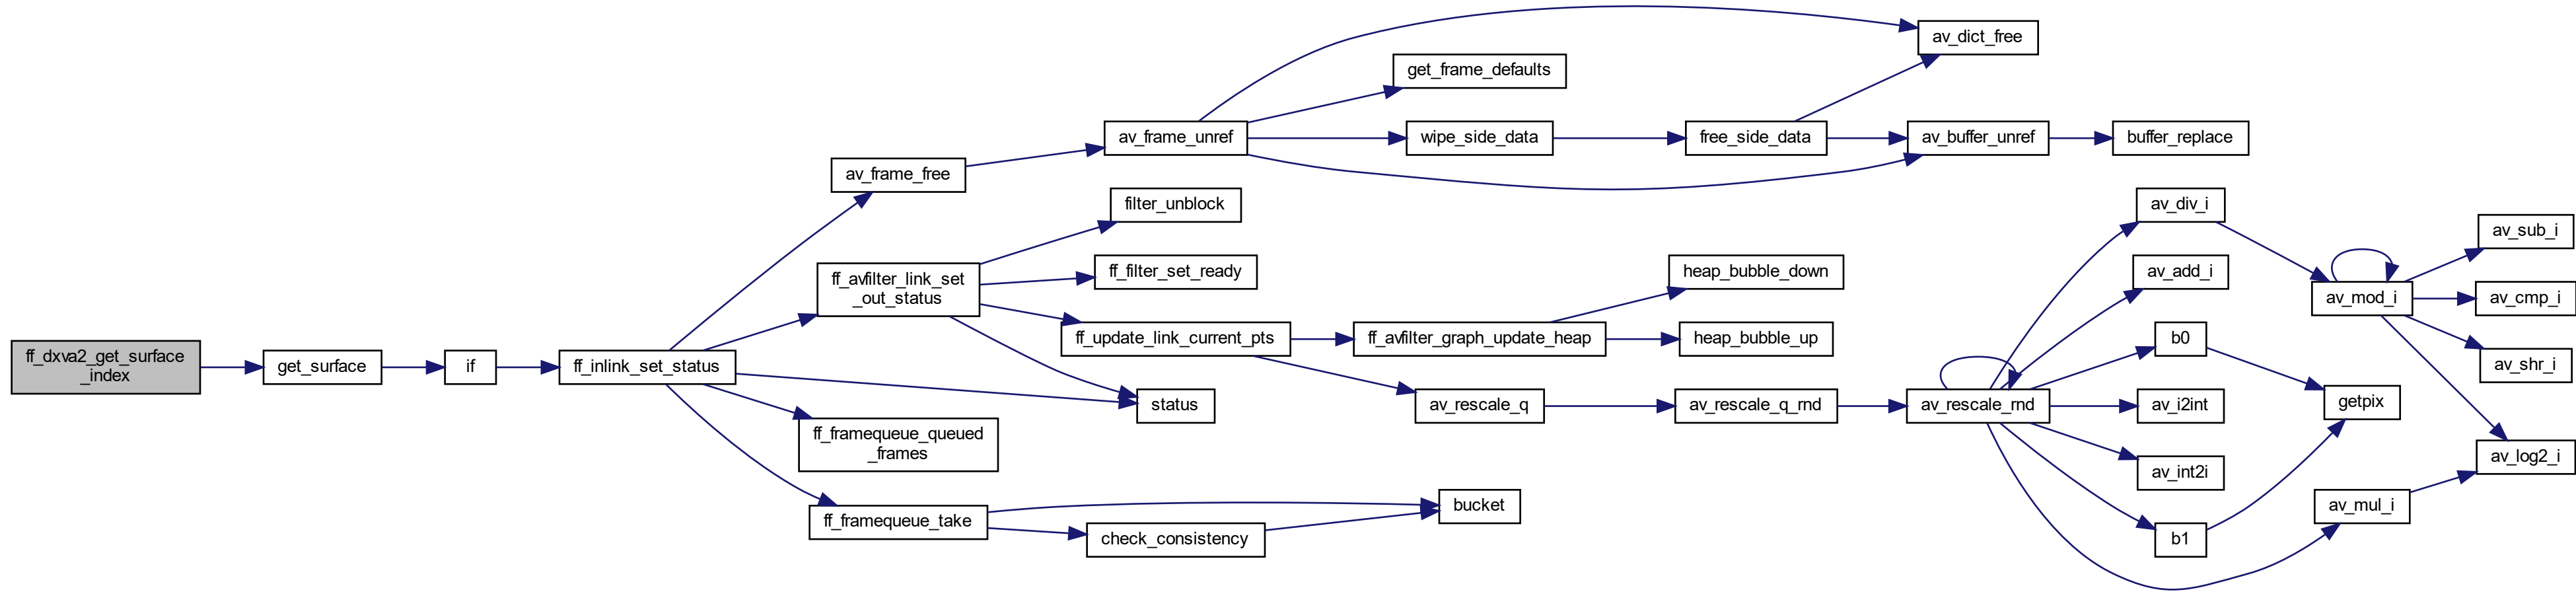 ff_dxva2_get_surface
_index
get_surface
if
ff_inlink_set_status
av_frame_free
ff_avfilter_link_set
_out_status
ff_framequeue_queued
_frames
ff_framequeue_take
av_frame_unref
filter_unblock
ff_filter_set_ready
ff_update_link_current_pts
status
check_consistency
get_frame_defaults
wipe_side_data
ff_avfilter_graph_update_heap
av_rescale_q
bucket
free_side_data
heap_bubble_down
heap_bubble_up
av_rescale_q_rnd
av_dict_free
av_buffer_unref
av_rescale_rnd
buffer_replace
av_div_i
av_add_i
b0
av_i2int
av_int2i
b1
av_mod_i
getpix
av_mul_i
av_sub_i
av_cmp_i
av_shr_i
av_log2_i